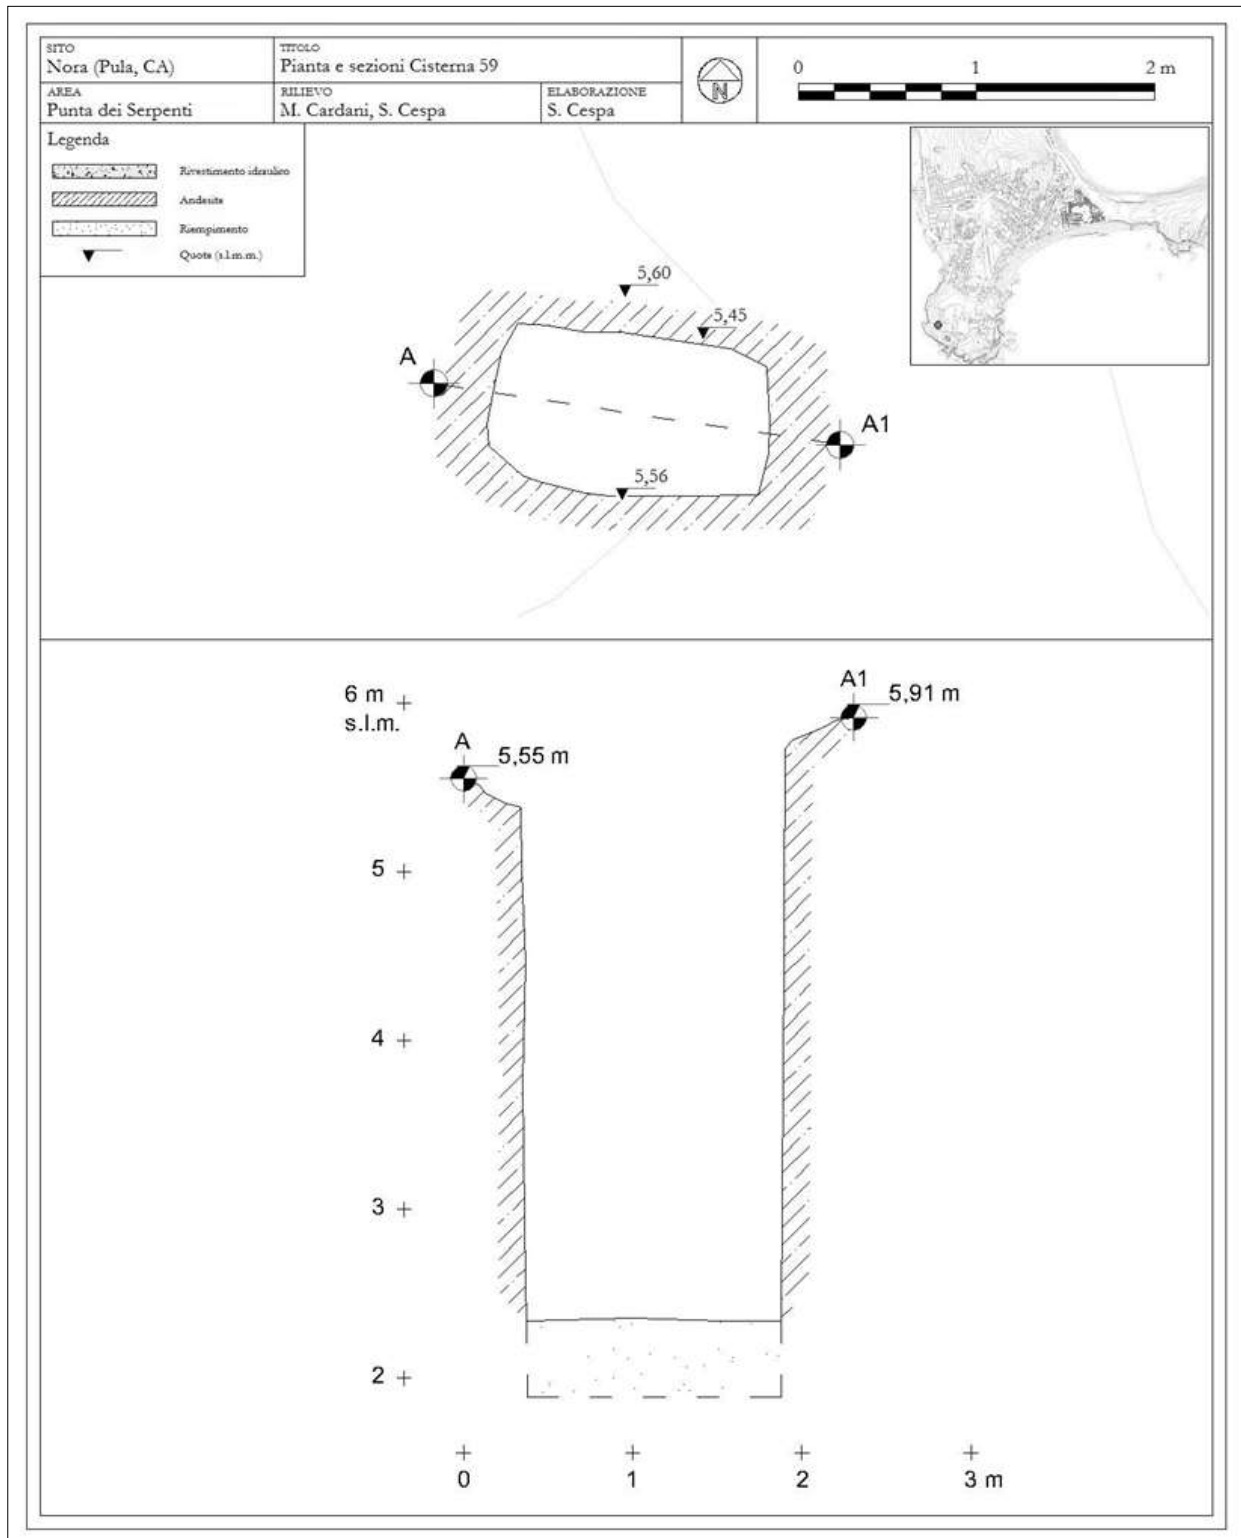 SITO
Nora (Pula, CA)
TITOLO
Pianta e sezioni Cisterna 59
AREA
Punta dei Serpenti
RILIEVO
M. Cardani, S. Cespa
ELABORAZIONE
S. Cespa
N
0 1 2 m
Legenda
Rivestimento idraulico
Andesite
Riempimento
Quote (s.l.m.m.)
5,60
5,45
A
A1
5,56
6 m
s.l.m.
A1
5,91 m
A
5,55 m
5
4
3
2
0 1 2 3 m